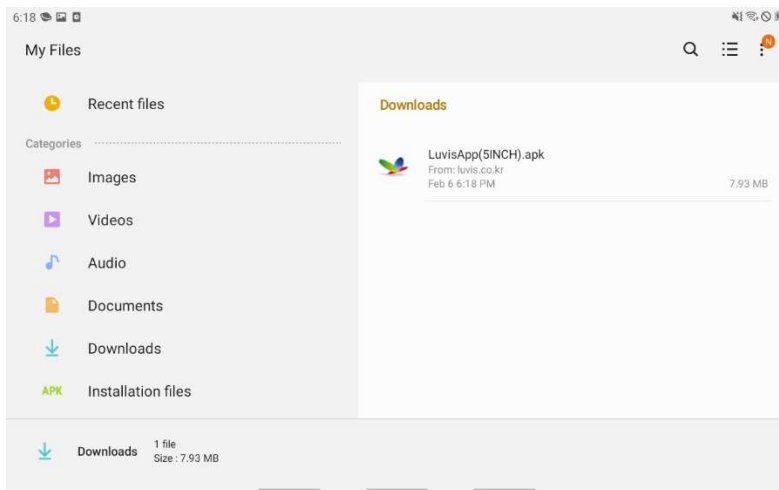 6:18
My Files
N
Recent files
Categories
Images
Videos
Audio
Documents
Downloads
APK Installation files
Downloads
LuvisApp(5INCH).apk
From: luvis.co.kr
Feb 6 6:18 PM 7.93 MB
Downloads
1 file
Size : 7.93 MB